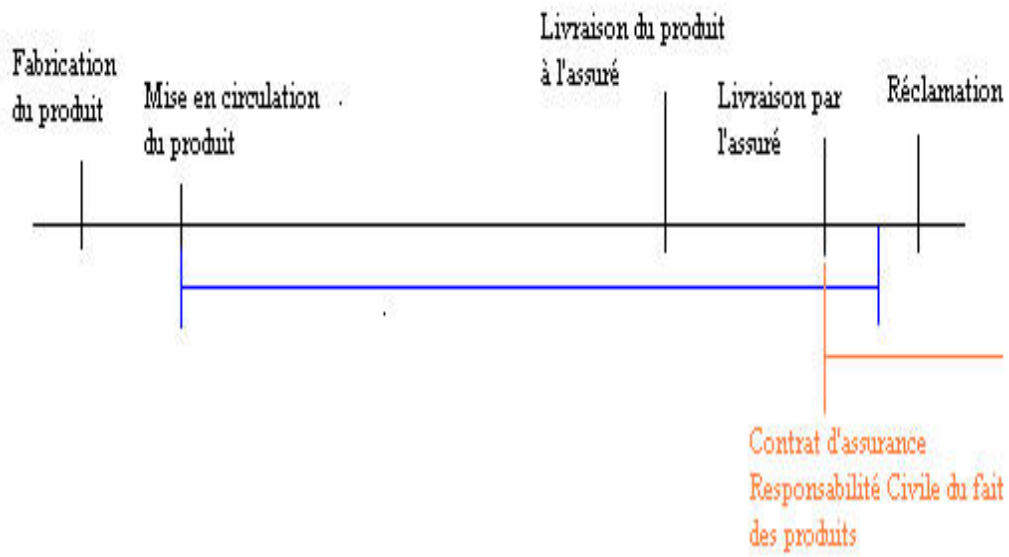 Fabrication
du produit
Mise en circulation
du produit
Livraison du produit
à l'assuré
Livraison par
l'assuré
Réclamation
Contrat d'assurance
Responsabilité Civile du fait
des produits